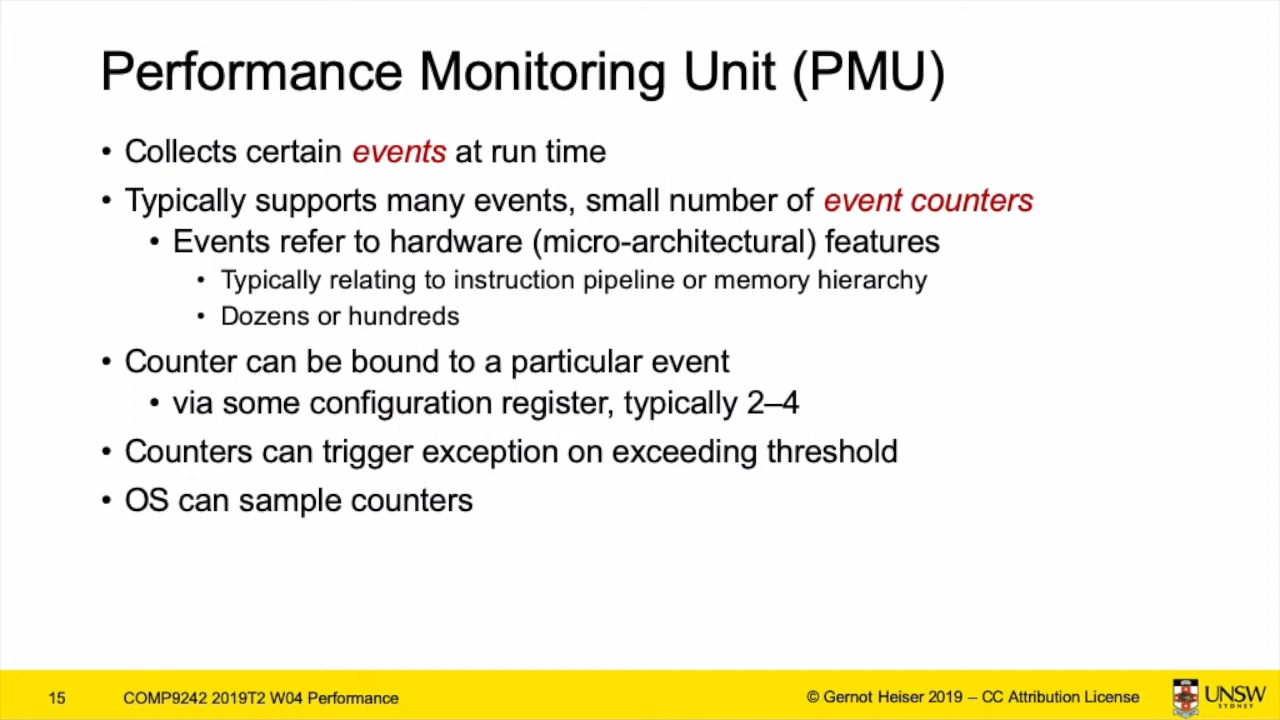 Performance Monitoring Unit (PMU)
• Collects certain events at run time
• Typically supports many events, small number of event counters
• Events refer to hardware (micro-architectural) features
• Typically relating to instruction pipeline or memory hierarchy
• Dozens or hundreds
• Counter can be bound to a particular event
• via some configuration register, typically 2–4
• Counters can trigger exception on exceeding threshold
• OS can sample counters
15 COMP9242 2019T2 W04 Performance © Gernot Heiser 2019 – CC Attribution License UNSW
SYDNEY